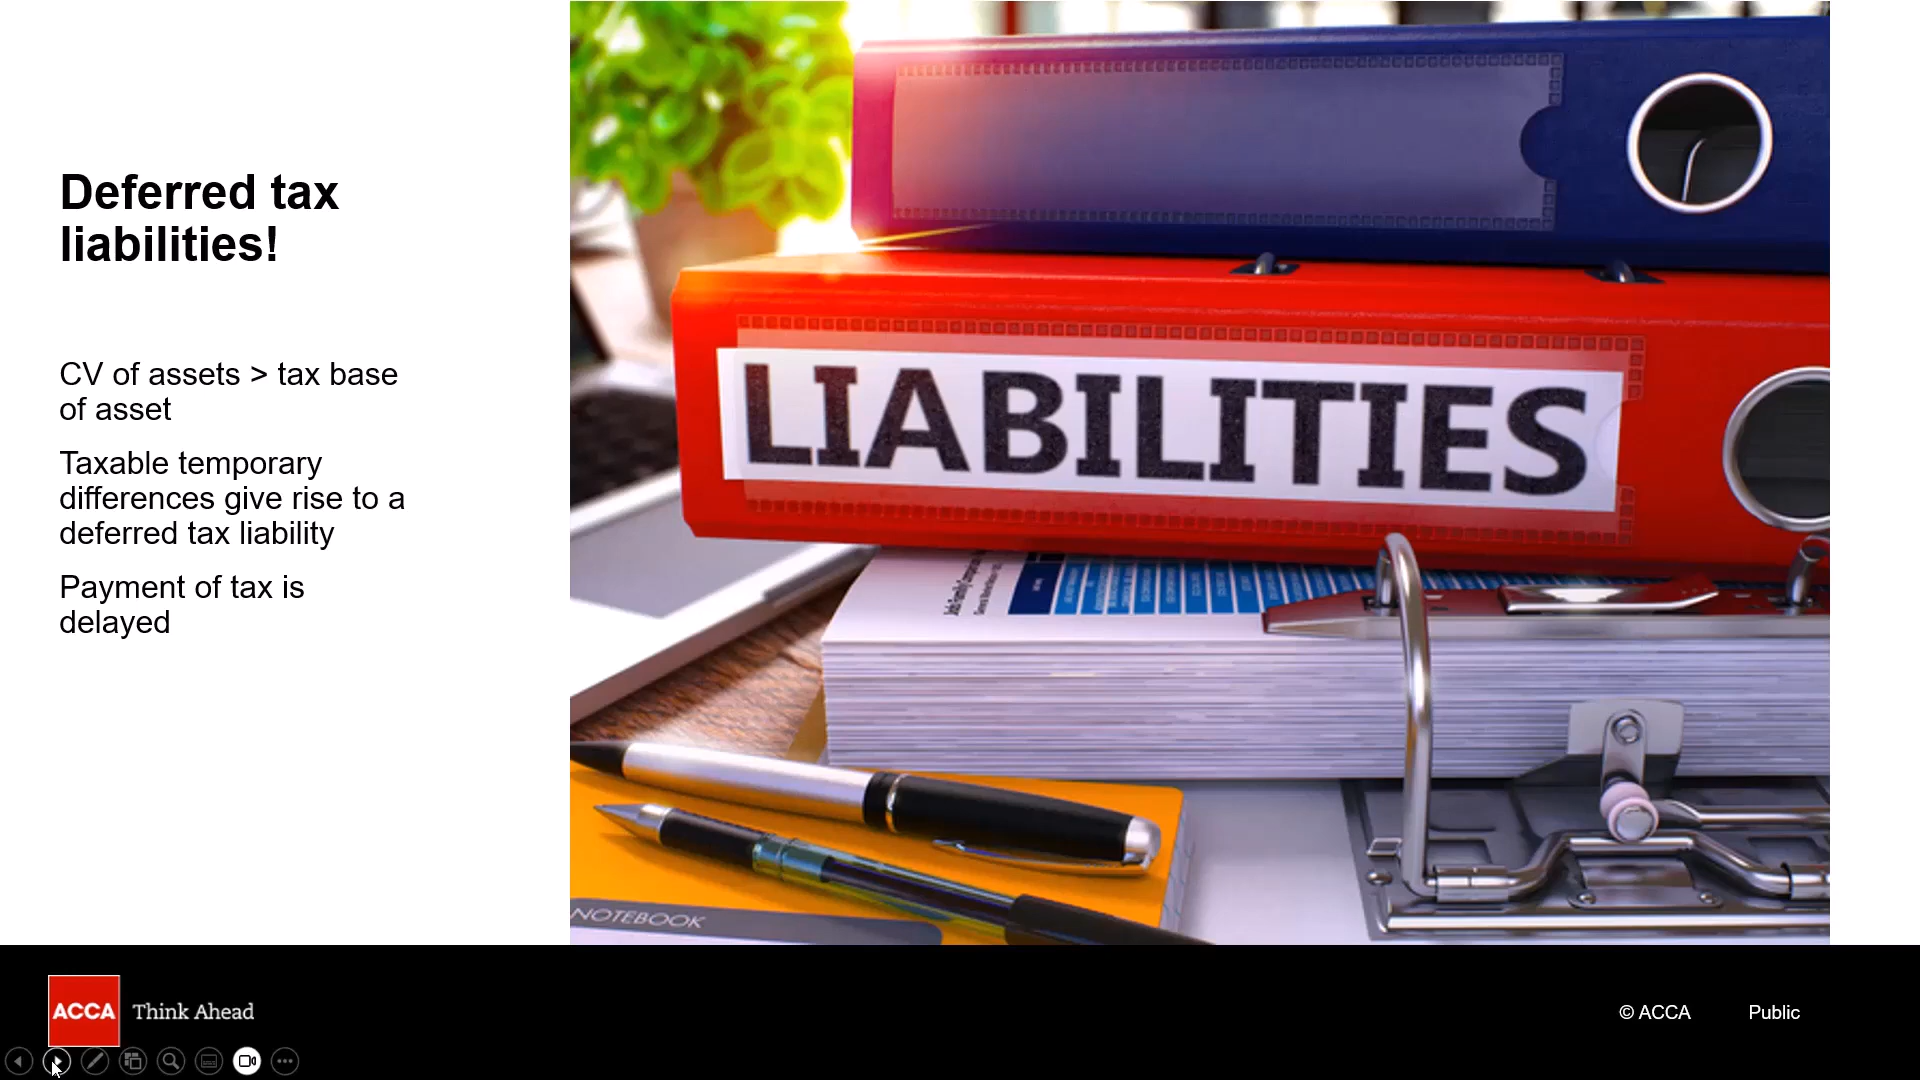 Deferred tax
liabilities!
CV of assets > tax base
of asset
Taxable temporary
differences give rise to a
deferred tax liability
Payment of tax is
delayed
LIABILITIES
NOTEBOOK
ACCA Think Ahead
© ACCA Public